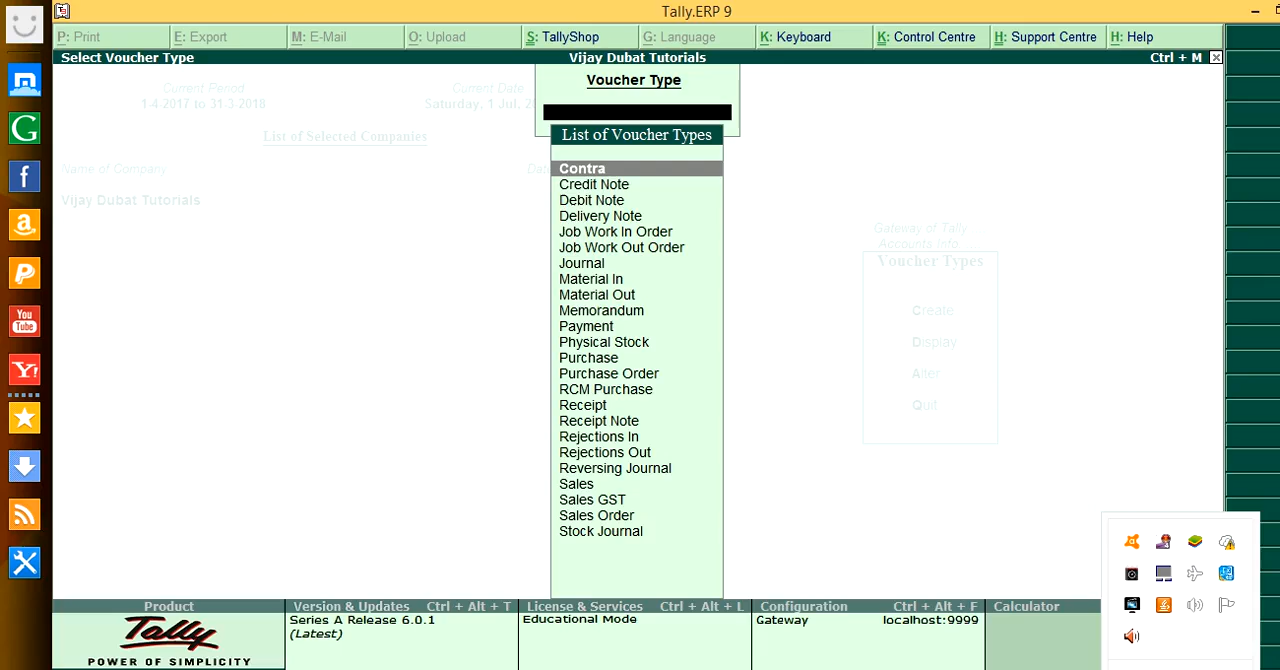 Tally.ERP 9
P: Print
E: Export
M: E-Mail
O: Upload
S: TallyShop
G: Language
K: Keyboard
K: Control Centre
H: Support Centre
H: Help
Select Voucher Type
Vijay Dubat Tutorials
Ctrl + M
Current Period
1-4-2017 to 31-3-2018
Current Date
Saturday, 1 Jul, 2
List of Selected Companies
Name of Company
Vijay Dubat Tutorials
Voucher Type
List of Voucher Types
Contra
Credit Note
Debit Note
Delivery Note
Job Work In Order
Job Work Out Order
Journal
Material In
Material Out
Memorandum
Payment
Physical Stock
Purchase
Purchase Order
RCM Purchase
Receipt
Receipt Note
Rejections In
Rejections Out
Reversing Journal
Sales
Sales GST
Sales Order
Stock Journal
Gateway of Tally
Accounts Info. ...
Voucher Types
Create
Display
Alter
Quit
You
Tube
Product
Tally
POWER OF SIMPLICITY
Version & Updates Ctrl + Alt + T
Series A Release 6.0.1
(Latest)
License & Services Ctrl + Alt + L
Educational Mode
Configuration Ctrl + Alt + F
Gateway localhost:9999
Calculator